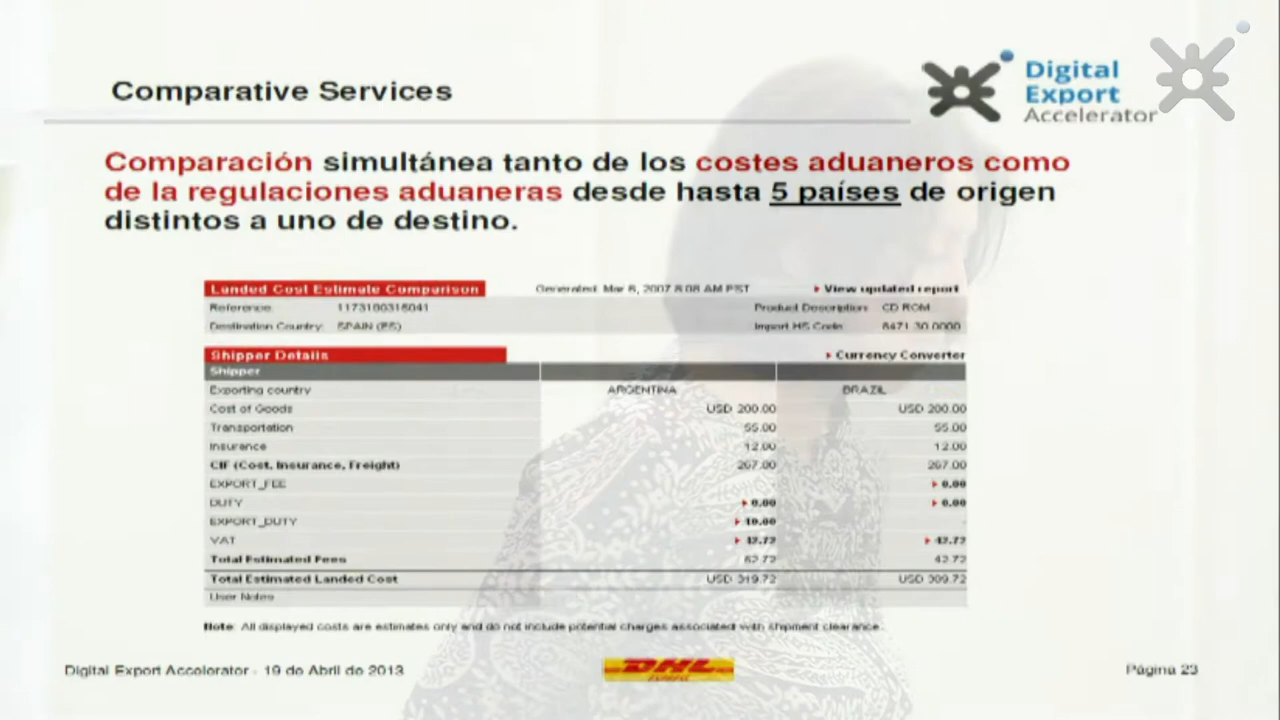 Comparative Services
Digital
Export
Accelerator
Comparación simultánea tanto de los costes aduaneros como
de la regulaciones aduaneras desde hasta 5 países de origen
distintos a uno de destino.
Landed Cost Estimate Comparison Generated: Mar 6, 2007 8:08 AM PST View updated report
Reference: 1173100316041 Product Description: CD ROM
Destination Country: SPAIN (ES) Import HS Code: 8471.30.0000
Shipper Details Currency Converter
Shipper
Exporting country ARGENTINA BRAZIL
Cost of Goods USD 200.00 USD 200.00
Transportation 55.00 55.00
Insurance 12.00 12.00
CIF (Cost, Insurance, Freight) 267.00 267.00
EXPORT_FEE 0.00
DUTY 0.00 0.00
EXPORT_DUTY 10.00 -
VAT 42.72 42.72
Total Estimated Fees 52.72 42.72
Total Estimated Landed Cost USD 319.72 USD 309.72
User Notes
Note: All displayed costs are estimates only and do not include potential charges associated with shipment clearance.
Digital Export Accelerator - 19 de Abril de 2013 DHL EXPRESS Página 23